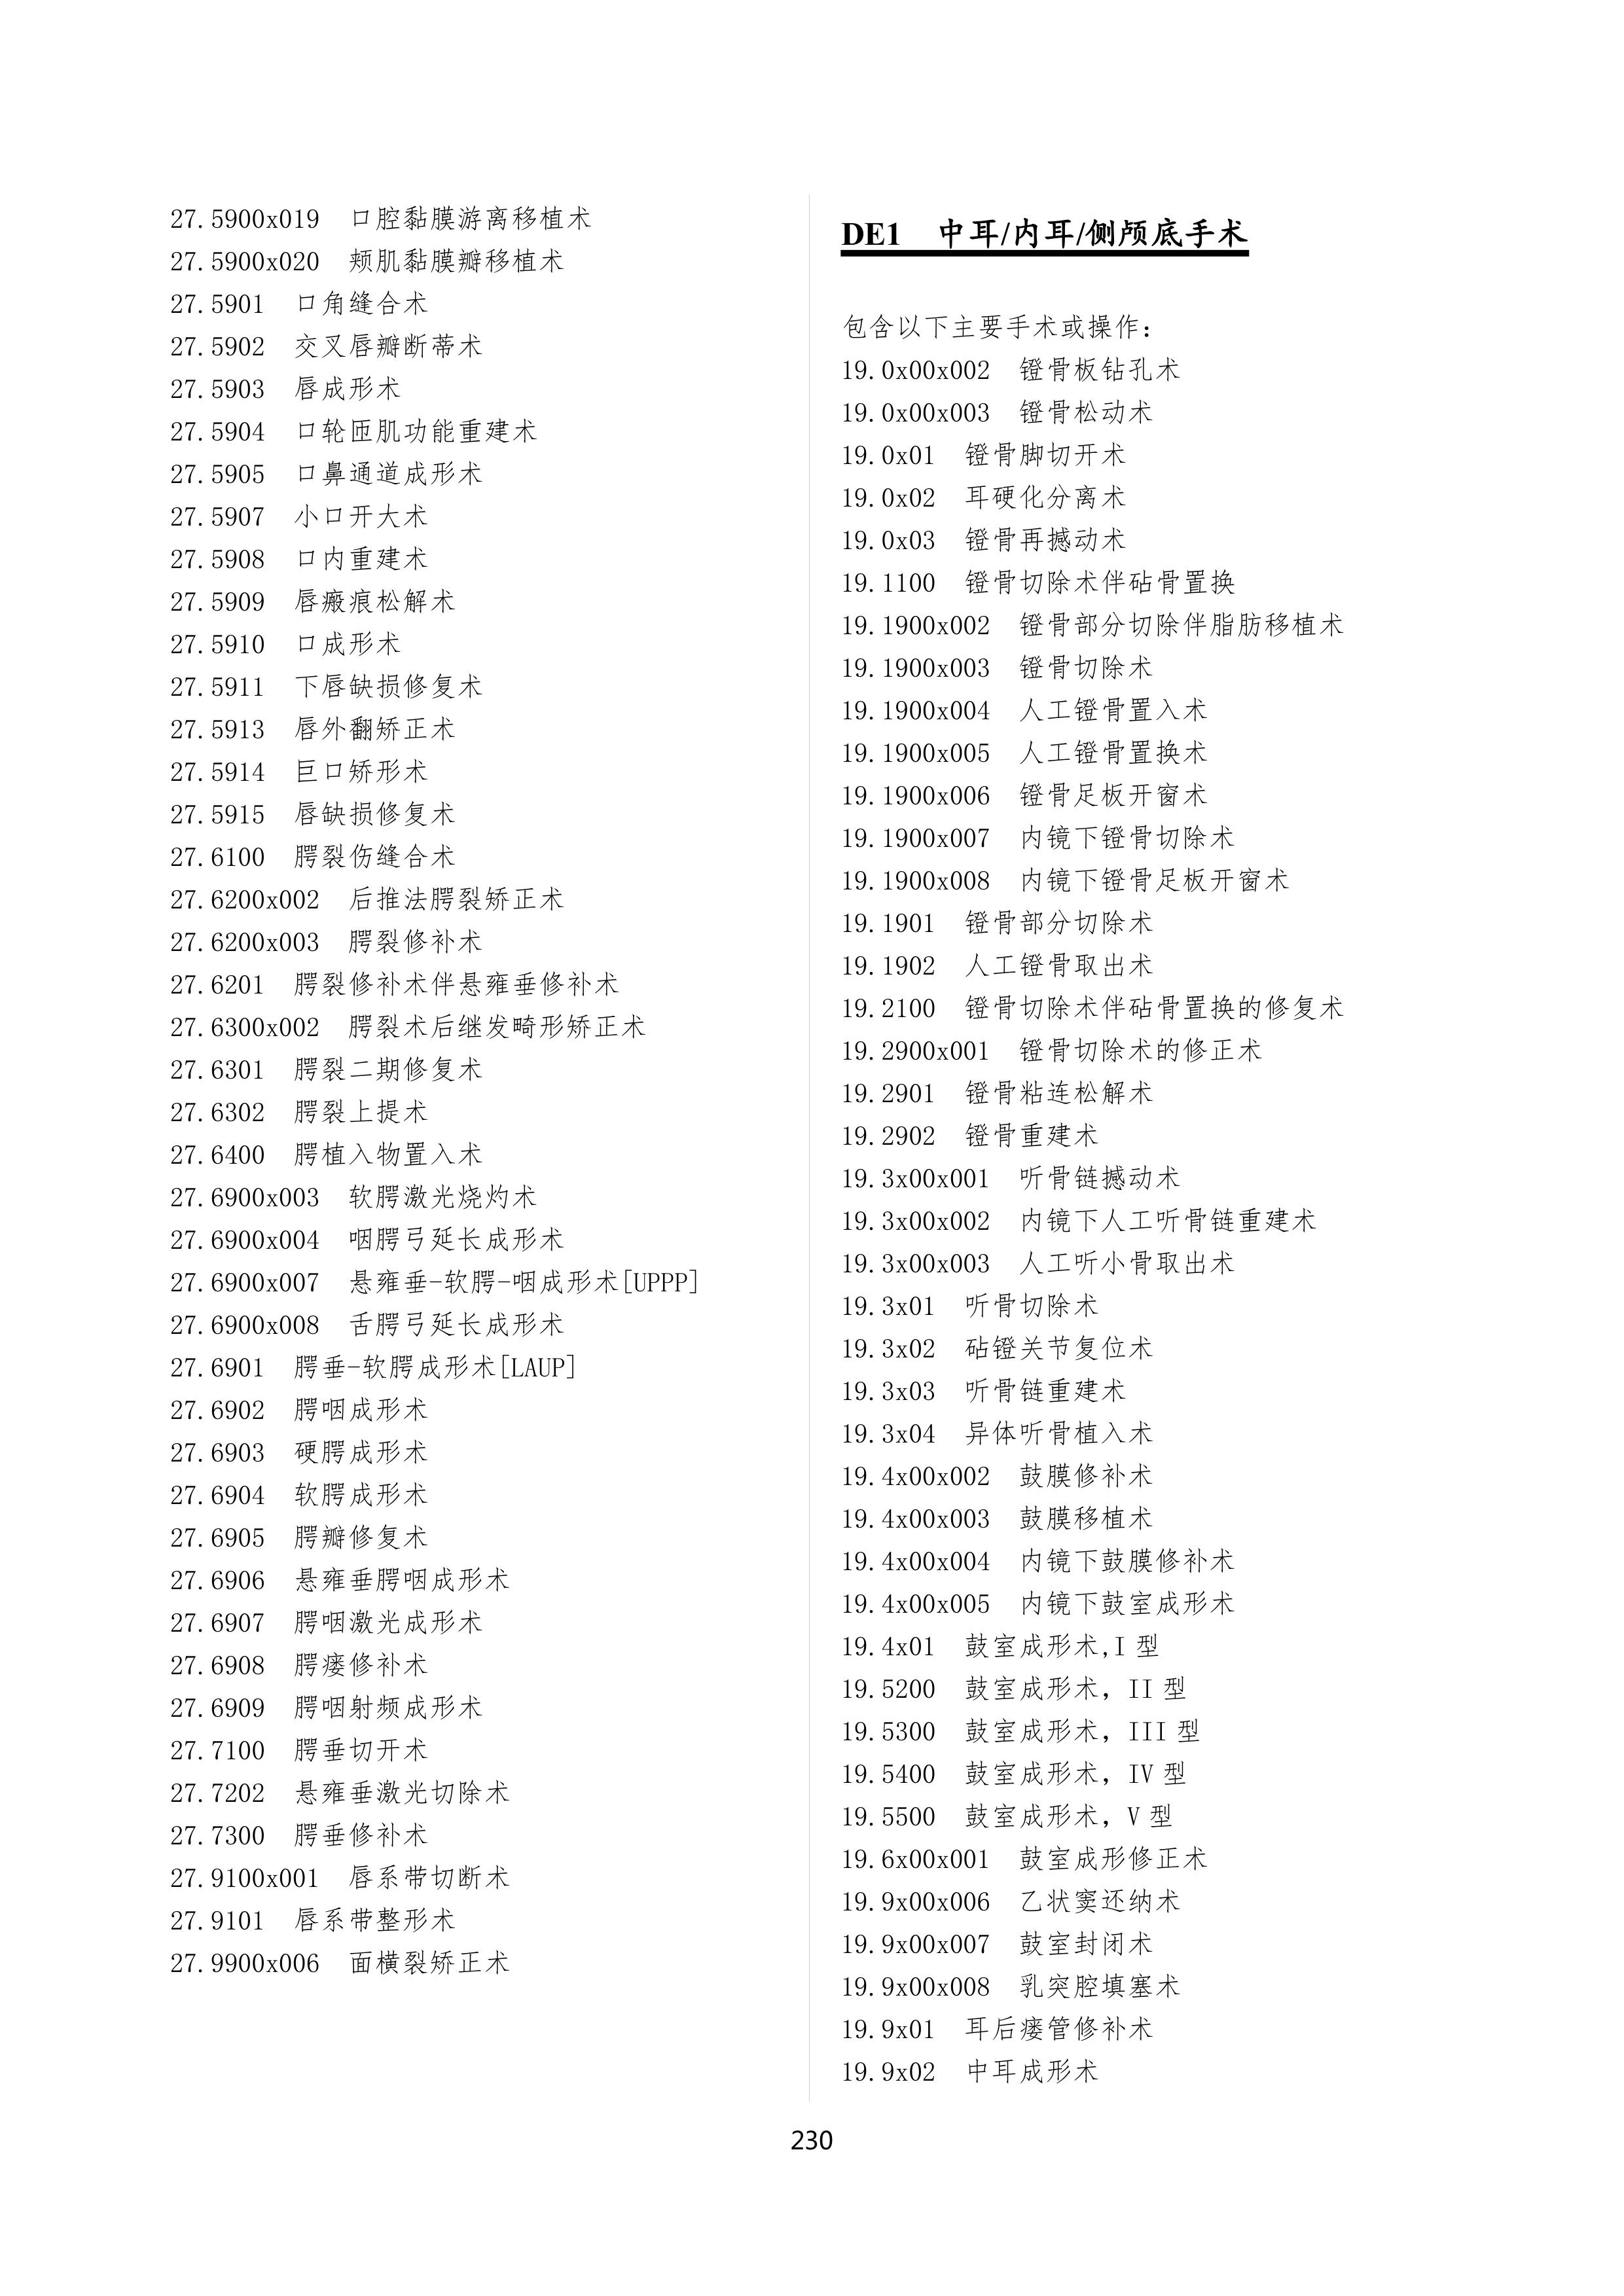 27.5900x019 口腔黏膜游离移植术
27.5900x020 颊肌黏膜瓣移植术
27.5901 口角缝合术
27.5902 交叉唇瓣断蒂术
27.5903 唇成形术
27.5904 口轮匝肌功能重建术
27.5905 口鼻通道成形术
27.5907 小口开大术
27.5908 口内重建术
27.5909 唇瘢痕松解术
27.5910 口成形术
27.5911 下唇缺损修复术
27.5913 唇外翻矫正术
27.5914 巨口矫形术
27.5915 唇缺损修复术
27.6100 腭裂伤缝合术
27.6200x002 后推法腭裂矫正术
27.6200x003 腭裂修补术
27.6201 腭裂修补术伴悬雍垂修补术
27.6300x002 腭裂术后继发畸形矫正术
27.6301 腭裂二期修复术
27.6302 腭裂上提术
27.6400 腭植入物置入术
27.6900x003 软腭激光烧灼术
27.6900x004 咽腭弓延长成形术
27.6900x007 悬雍垂-软腭-咽成形术[UPPP]
27.6900x008 舌腭弓延长成形术
27.6901 腭垂-软腭成形术[LAUP]
27.6902 腭咽成形术
27.6903 硬腭成形术
27.6904 软腭成形术
27.6905 腭瓣修复术
27.6906 悬雍垂腭咽成形术
27.6907 腭咽激光成形术
27.6908 腭瘘修补术
27.6909 腭咽射频成形术
27.7100 腭垂切开术
27.7202 悬雍垂激光切除术
27.7300 腭垂修补术
27.9100x001 唇系带切断术
27.9101 唇系带整形术
27.9900x006 面横裂矫正术
DE1 中耳/内耳/侧颅底手术
包含以下主要手术或操作:
19.0x00x002 镫骨板钻孔术
19.0x00x003 镫骨松动术
19.0x01 镫骨脚切开术
19.0x02 耳硬化分离术
19.0x03 镫骨再撼动术
19.1100 镫骨切除术伴砧骨置换
19.1900x002 镫骨部分切除伴脂肪移植术
19.1900x003 镫骨切除术
19.1900x004 人工镫骨置入术
19.1900x005 人工镫骨置换术
19.1900x006 镫骨足板开窗术
19.1900x007 内镜下镫骨切除术
19.1900x008 内镜下镫骨足板开窗术
19.1901 镫骨部分切除术
19.1902 人工镫骨取出术
19.2100 镫骨切除术伴砧骨置换的修复术
19.2900x001 镫骨切除术的修正术
19.2901 镫骨粘连松解术
19.2902 镫骨重建术
19.3x00x001 听骨链撼动术
19.3x00x002 内镜下人工听骨链重建术
19.3x00x003 人工听小骨取出术
19.3x01 听骨切除术
19.3x02 砧镫关节复位术
19.3x03 听骨链重建术
19.3x04 异体听骨植入术
19.4x00x002 鼓膜修补术
19.4x00x003 鼓膜移植术
19.4x00x004 内镜下鼓膜修补术
19.4x00x005 内镜下鼓室成形术
19.4x01 鼓室成形术,I 型
19.5200 鼓室成形术，II 型
19.5300 鼓室成形术，III 型
19.5400 鼓室成形术，IV 型
19.5500 鼓室成形术，V 型
19.6x00x001 鼓室成形修正术
19.9x00x006 乙状窦还纳术
19.9x00x007 鼓室封闭术
19.9x00x008 乳突腔填塞术
19.9x01 耳后瘘管修补术
19.9x02 中耳成形术
230